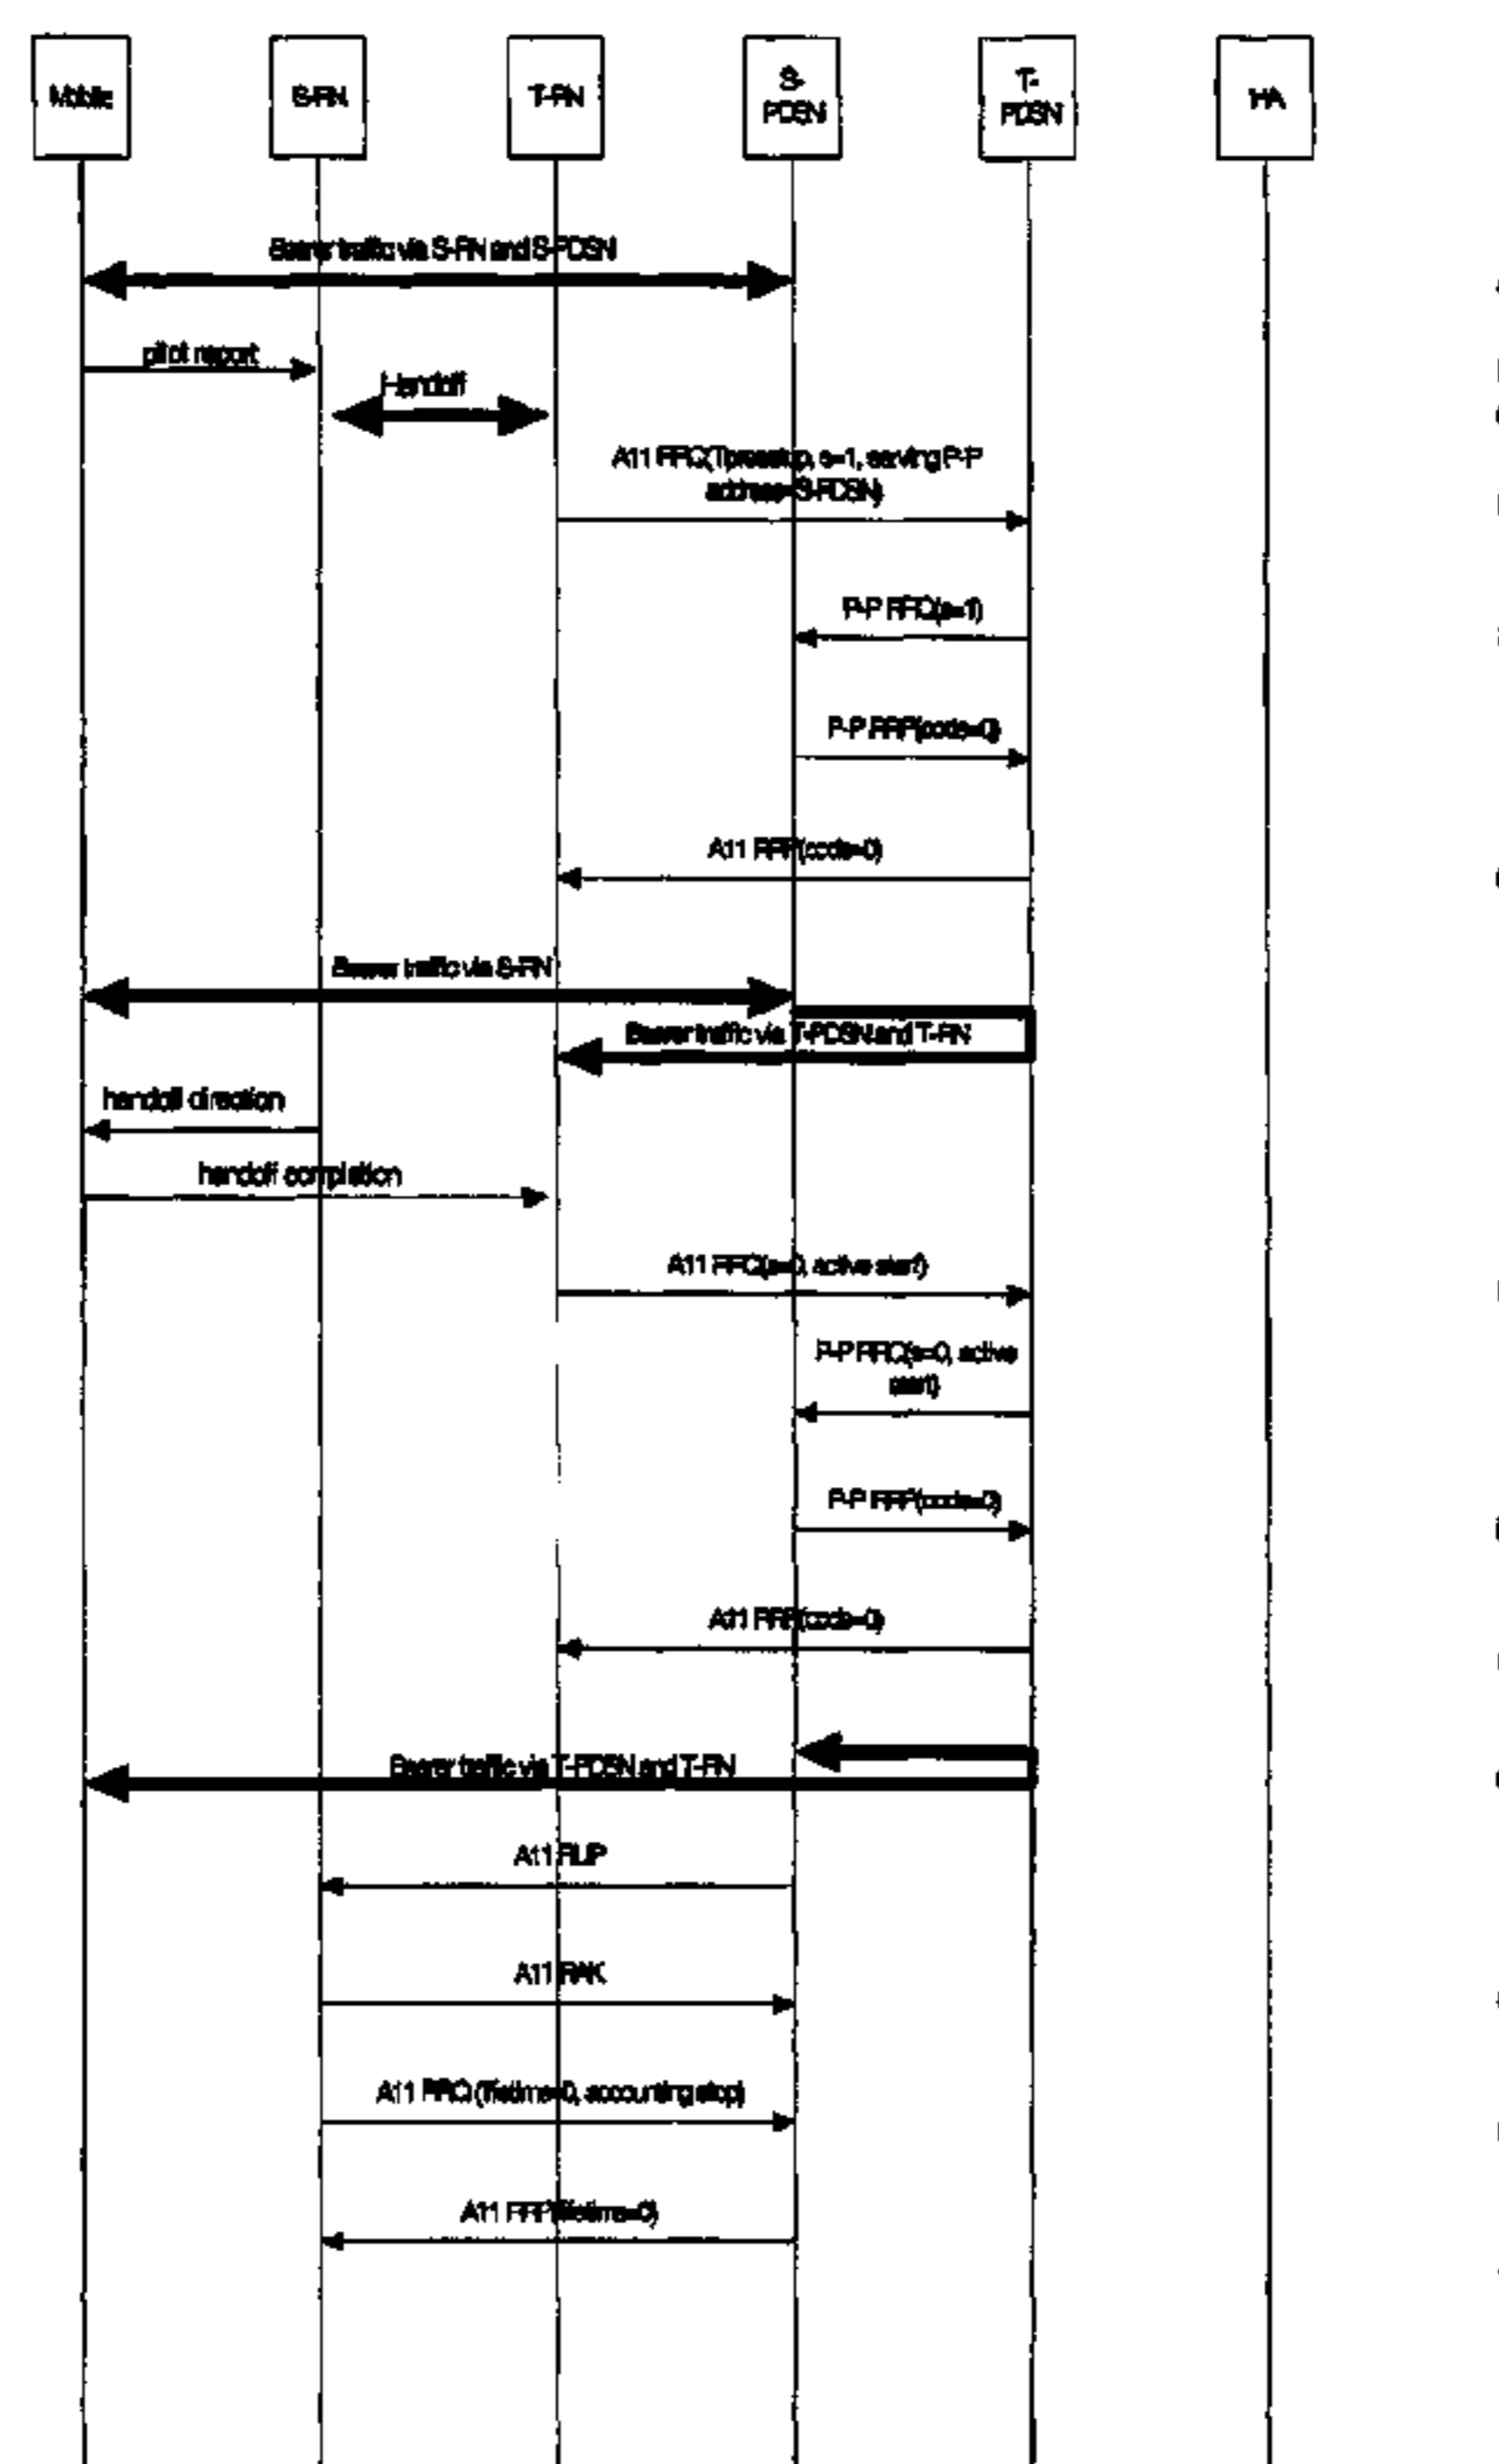 Mobile
S-RN
T-RN
S-
PDSN
T-
PDSN
HA
Bearer traffic via S-RN and S-PDSN
pilot report
Handoff
A11 RRQ(Tpresetup, s=1, serving P-P
address=S-PDSN)
P-P RRQ(s=1)
P-P RRP(code=0)
A11 RRP(code=0)
Bearer traffic via S-RN
Bearer traffic via T-PDSN and T-RN
handoff direction
handoff completion
A11 RRQ(s=0, active start)
P-P RRQ(s=0, active
start)
P-P RRP(code=0)
A11 RRP(code=0)
Bearer traffic via T-PDSN and T-RN
A11 RUP
A11 RAK
A11 RRQ (lifetime=0, accounting stop)
A11 RRP(lifetime=0)